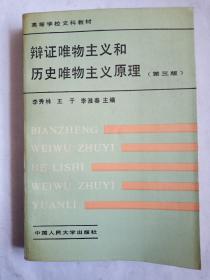 高等学校文科教材
辩证唯物主义和
历史唯物主义原理（第三版）
李秀林 王于 李淮春 主编
BIANZHENG
WEIWU ZHUYI
HE LISHI
WEIWU ZHUYI
YUANLI
中国人民大学出版社